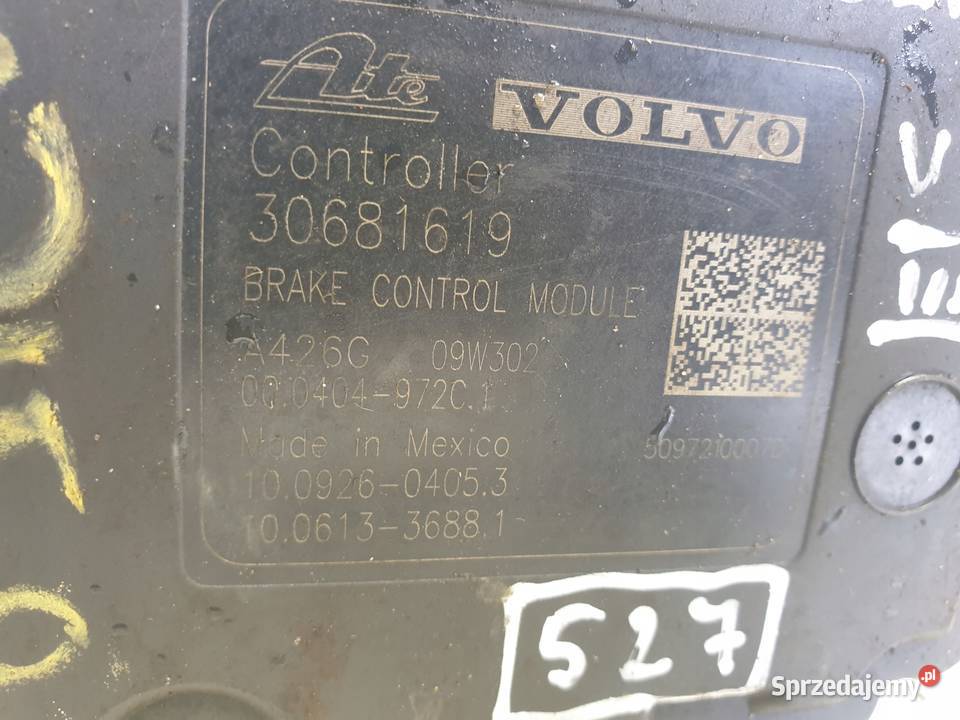 Ate
VOLVO
Controller
30681619
BRAKE CONTROL MODULE
A426G 09W302
00.0404-972C.1
Made in Mexico
10.0926-0405.3
10.0613-3688.1
527
Sprzedajemy.pl